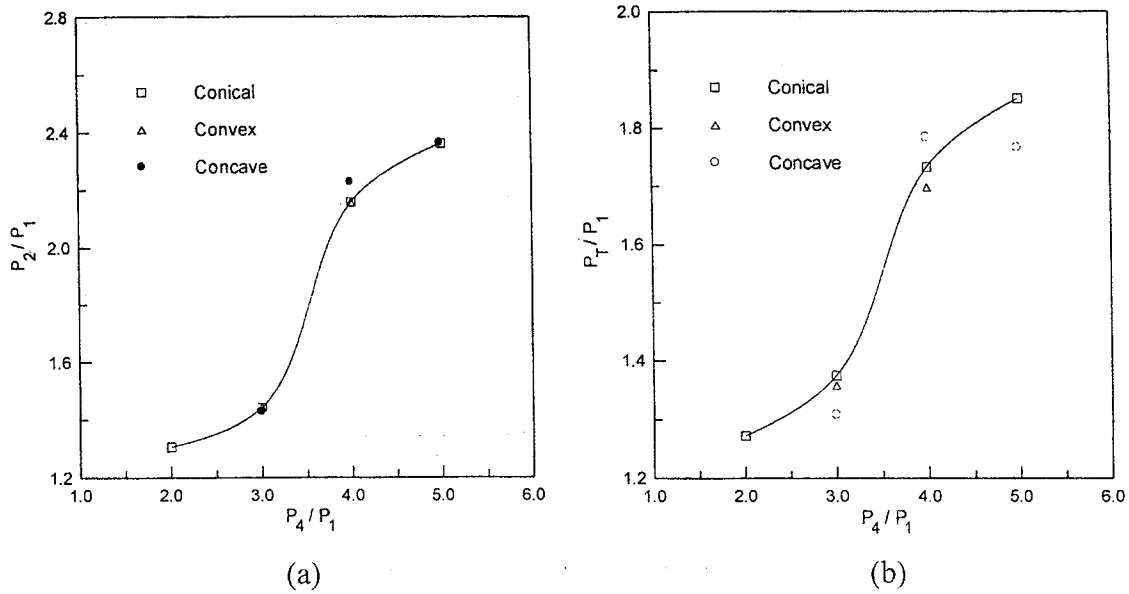 2.8
2.4
2.0
1.6
1.2
P2 / P1
Conical
Convex
Concave
1.0 2.0 3.0 4.0 5.0 6.0
P4 / P1
(a)
2.0
1.8
1.6
1.4
1.2
PT / P1
Conical
Convex
Concave
1.0 2.0 3.0 4.0 5.0 6.0
P4 / P1
(b)